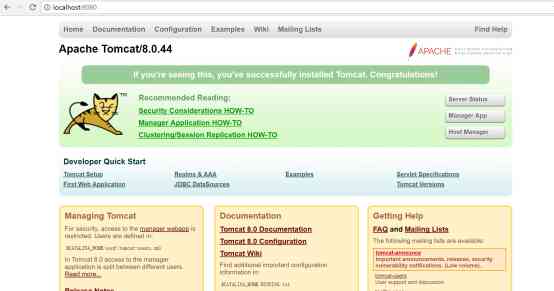 localhost:8080
Home Documentation Configuration Examples Wiki Mailing Lists Find Help
Apache Tomcat/8.0.44
APACHE
If you're seeing this, you've successfully installed Tomcat. Congratulations!
TM
Recommended Reading:
Security Considerations HOW-TO
Manager Application HOW-TO
Clustering/Session Replication HOW-TO
Server Status
Manager App
Host Manager
Developer Quick Start
Tomcat Setup
First Web Application
Realms & AAA
JDBC DataSources
Examples
Servlet Specifications
Tomcat Versions
Managing Tomcat
For security, access to the manager webapp is
restricted. Users are defined in:
$CATALINA_HOME/conf/tomcat-users.xml
In Tomcat 8.0 access to the manager
application is split between different users.
Read more...
Release Notes
Documentation
Tomcat 8.0 Documentation
Tomcat 8.0 Configuration
Tomcat Wiki
Find additional important configuration
information in:
$CATALINA_HOME/RUNNING.txt
Getting Help
FAQ and Mailing Lists
The following mailing lists are available:
tomcat-announce
Important announcements, releases, security
vulnerability notifications. (Low volume).
tomcat-users
User support and discussion